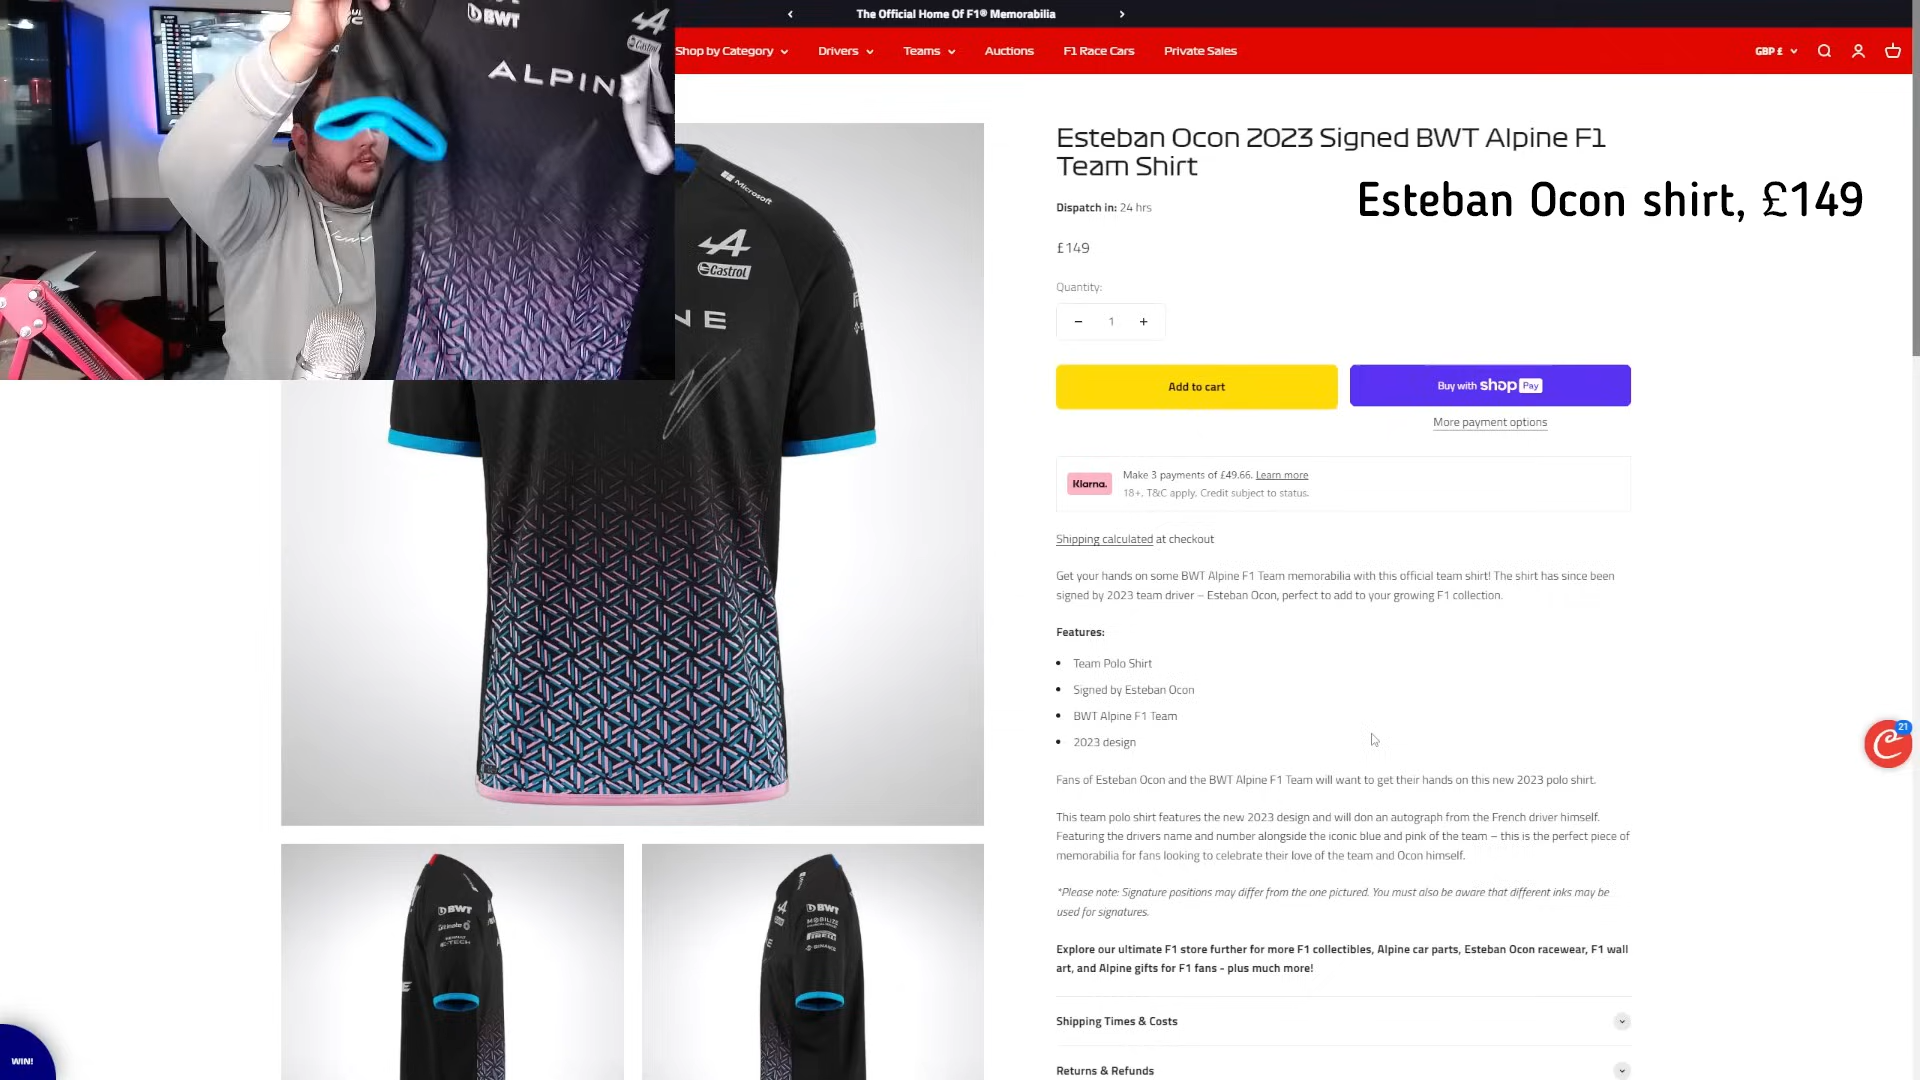 The Official Home Of F1® Memorabilia
Shop by Category
Drivers
Teams
Auctions
F1 Race Cars
Private Sales
GBP £
BWT
Castrol
ALPIN
Microsoft
Castrol
NE
Esteban Ocon 2023 Signed BWT Alpine F1
Team Shirt
Esteban Ocon shirt, £149
Dispatch in: 24 hrs
£149
Quantity:
− 1 +
Add to cart
Buy with shop Pay
More payment options
Klarna.
Make 3 payments of £49.66. Learn more
18+, T&C apply. Credit subject to status.
Shipping calculated at checkout
Get your hands on some BWT Alpine F1 Team memorabilia with this official team shirt! The shirt has since been
signed by 2023 team driver – Esteban Ocon, perfect to add to your growing F1 collection.
Features:
Team Polo Shirt
Signed by Esteban Ocon
BWT Alpine F1 Team
2023 design
21
Fans of Esteban Ocon and the BWT Alpine F1 Team will want to get their hands on this new 2023 polo shirt.
This team polo shirt features the new 2023 design and will don an autograph from the French driver himself.
Featuring the drivers name and number alongside the iconic blue and pink of the team – this is the perfect piece of
memorabilia for fans looking to celebrate their love of the team and Ocon himself.
*Please note: Signature positions may differ from the one pictured. You must also be aware that different inks may be
used for signatures.
Explore our ultimate F1 store further for more F1 collectibles, Alpine car parts, Esteban Ocon racewear, F1 wall
art, and Alpine gifts for F1 fans - plus much more!
Shipping Times & Costs
Returns & Refunds
BWT
E-TECH
BWT
MOBILIZE
PIRELLI
BINANCE
WIN!